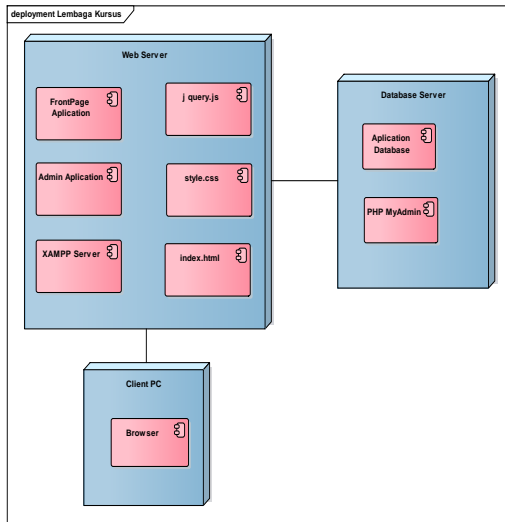 deployment Lembaga Kursus
Web Server
FrontPage
Aplication
j query.js
Admin Aplication
style.css
XAMPP Server
index.html
Database Server
Aplication
Database
PHP MyAdmin
Client PC
Browser